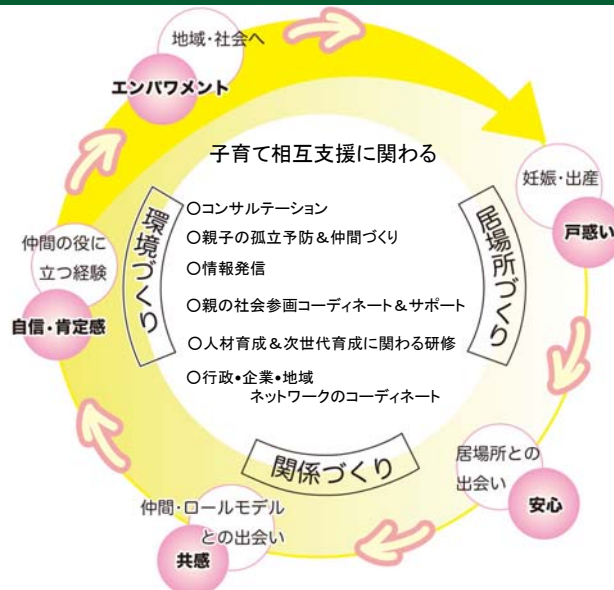 地域・社会へ
エンパワメント
子育て相互支援に関わる
妊娠・出産
戸惑い
環境づくり
居場所づくり
○コンサルテーション
○親子の孤立予防&仲間づくり
○情報発信
○親の社会参画コーディネート&サポート
○人材育成&次世代育成に関わる研修
○行政•企業•地域
ネットワークのコーディネート
仲間の役に
立つ経験
自信・肯定感
関係づくり
居場所との
出会い
安心
仲間・ロールモデル
との出会い
共感